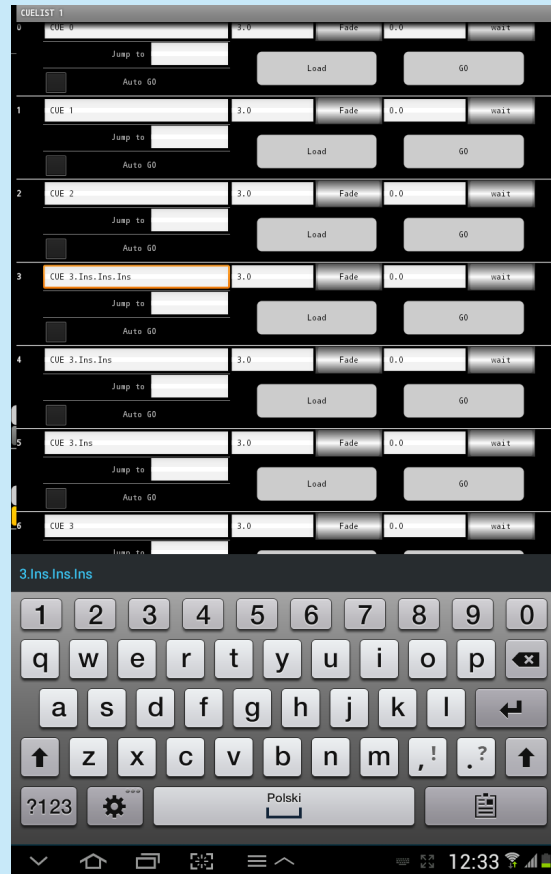 CUELIST 1
0 CUE 0 3.0 Fade wait
Jump to
Load GO
Auto GO
1 CUE 1 3.0 Fade 0.0 wait
Jump to
Load GO
Auto GO
2 CUE 2 3.0 Fade 0.0 wait
Jump to
Load GO
Auto GO
3 CUE 3.Ins.Ins.Ins 3.0 Fade 0.0 wait
Jump to
Load GO
Auto GO
4 CUE 3.Ins.Ins 3.0 Fade 0.0 wait
Jump to
Load GO
Auto GO
5 CUE 3.Ins 3.0 Fade 0.0 wait
Jump to
Load GO
Auto GO
6 CUE 3 3.0 Fade 0.0 wait
Jump to
3.Ins.Ins.Ins
1 2 3 4 5 6 7 8 9 0
q w e r t y u i o p
a s d f g h j k l
z x c v b n m ,! .?
?123 Polski
12:33